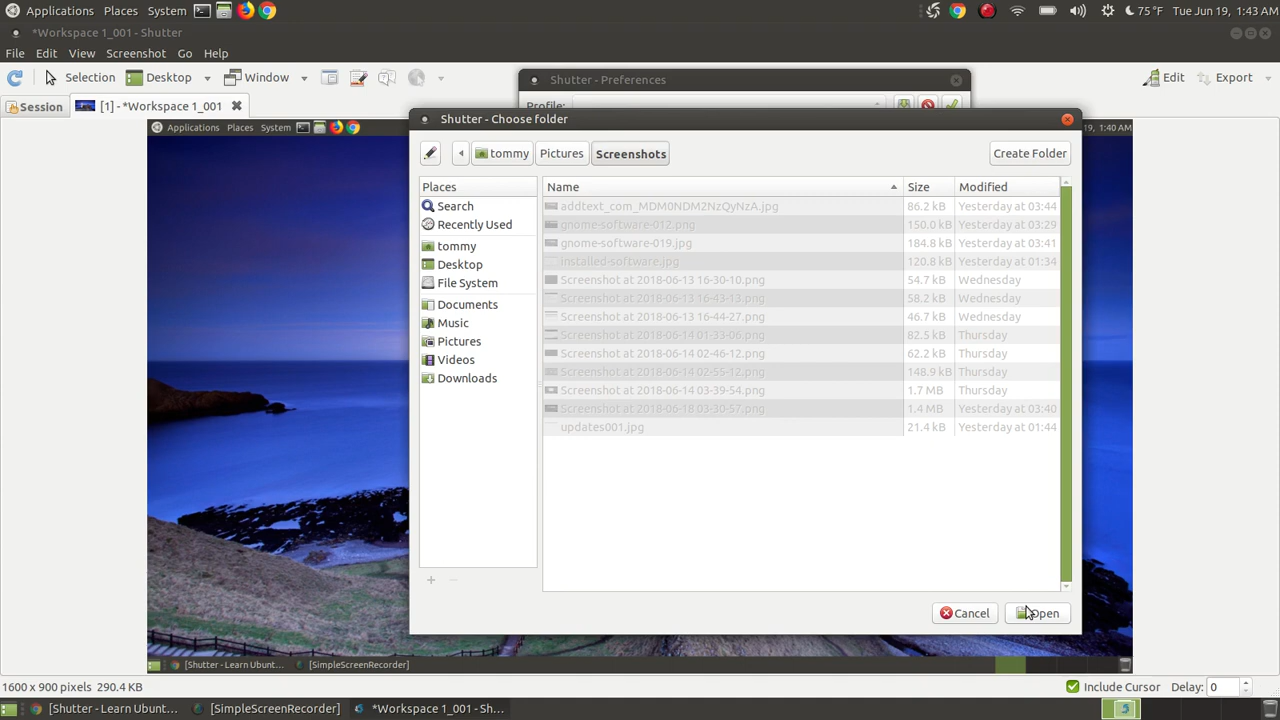 Applications Places System 75 °F Tue Jun 19, 1:43 AM
*Workspace 1_001 - Shutter
File Edit View Screenshot Go Help
Selection Desktop Window Edit Export
Shutter - Preferences
Session [1] - *Workspace 1_001
Profile:
Shutter - Choose folder
Applications Places System 19, 1:40 AM
tommy Pictures Screenshots Create Folder
Places Name Size Modified
Search addtext_com_MDM0NDM2NzQyNzA.jpg 86.2 kB Yesterday at 03:44
Recently Used gnome-software-012.png 150.0 kB Yesterday at 03:29
tommy gnome-software-019.jpg 184.8 kB Yesterday at 03:41
Desktop installed-software.jpg 120.8 kB Yesterday at 01:34
File System Screenshot at 2018-06-13 16-30-10.png 54.7 kB Wednesday
Documents Screenshot at 2018-06-13 16-43-13.png 58.2 kB Wednesday
Music Screenshot at 2018-06-13 16-44-27.png 46.7 kB Wednesday
Screenshot at 2018-06-14 01-33-06.png 82.5 kB Thursday
Pictures Screenshot at 2018-06-14 02-46-12.png 62.2 kB Thursday
Videos Screenshot at 2018-06-14 02-55-12.png 148.9 kB Thursday
Downloads Screenshot at 2018-06-14 03-39-54.png 1.7 MB Thursday
Screenshot at 2018-06-18 03-30-57.png 1.4 MB Yesterday at 03:40
updates001.jpg 21.4 kB Yesterday at 01:44
Cancel Open
[Shutter - Learn Ubunt... [SimpleScreenRecorder]
1600 x 900 pixels 290.4 KB Include Cursor Delay: 0
[Shutter - Learn Ubunt... [SimpleScreenRecorder] *Workspace 1_001 - Sh...